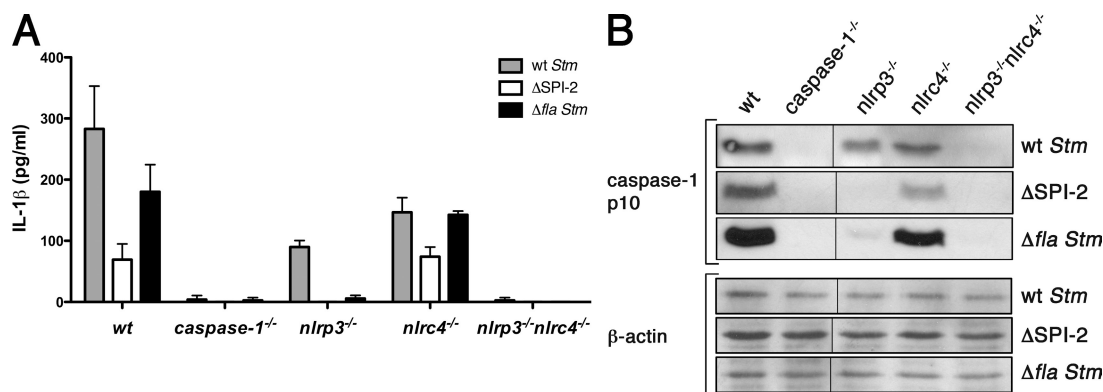 A
IL-1β (pg/ml)
400
300
200
100
0
wt Stm
ΔSPI-2
Δfla Stm
wt
caspase-1-/-
nlrp3-/-
nlrc4-/-
nlrp3-/-nlrc4-/-
B
wt
caspase-1-/-
nlrp3-/-
nlrc4-/-
nlrp3-/-nlrc4-/-
caspase-1
p10
wt Stm
ΔSPI-2
Δfla Stm
β-actin
wt Stm
ΔSPI-2
Δfla Stm